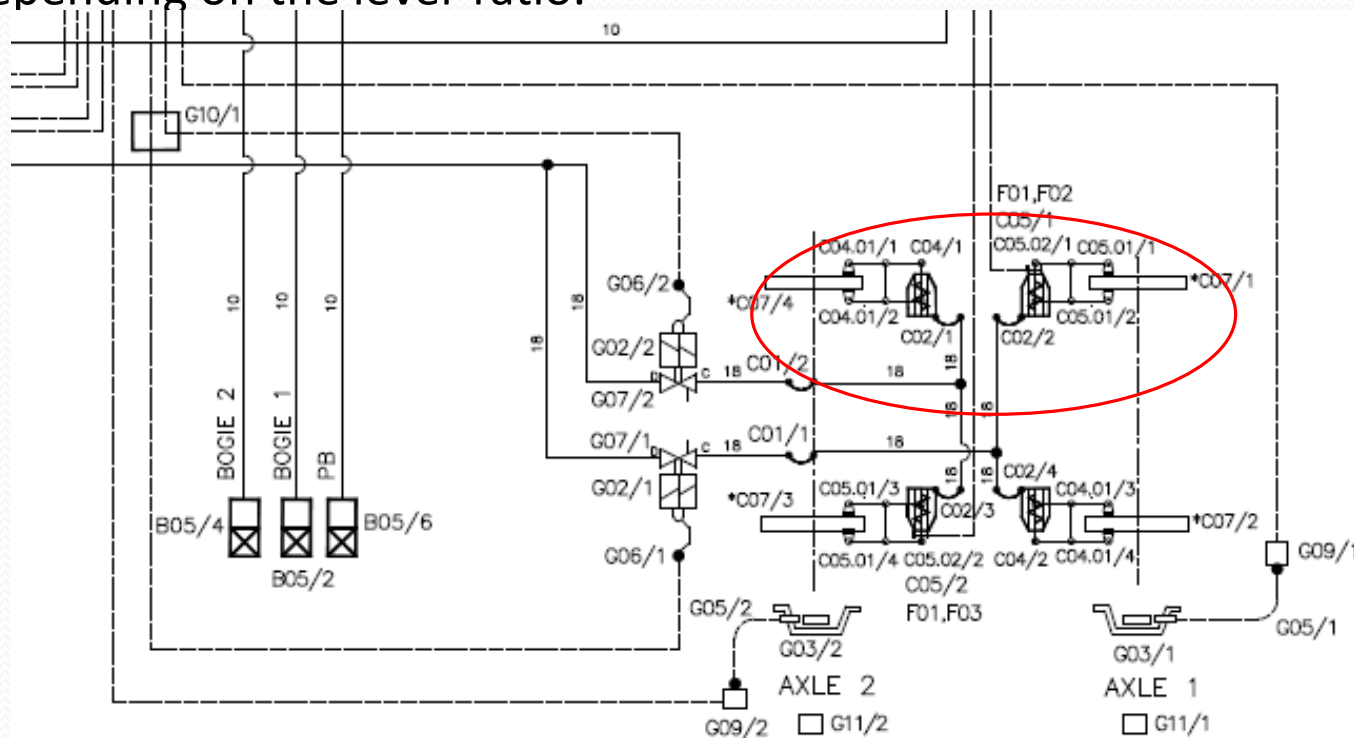 epending on the lever ratio.
10
G10/1
F01,F02
C05/1
C04.01/1 C04/1
C05.02/1 C05.01/1
G06/2
*C07/4
*C07/1
C04.01/2
C05.01/2
C02/1
C02/2
10
10
10
18
18
18
G02/2
C 18 C01/2
18
D
G07/2
BOGIE 2
BOGIE 1
PB
18
18
G07/1
C 18 C01/1
18
D
G02/1
*C07/3
C05.01/3
18
18
C02/4
C04.01/3
C02/3
*C07/2
B05/4
B05/6
B05/2
G06/1
C05.01/4 C05.02/2
C04/2 C04.01/4
C05/2
F01,F03
G09/1
G05/2
G05/1
G03/2
G03/1
AXLE 2
AXLE 1
G09/2
G11/2
G11/1